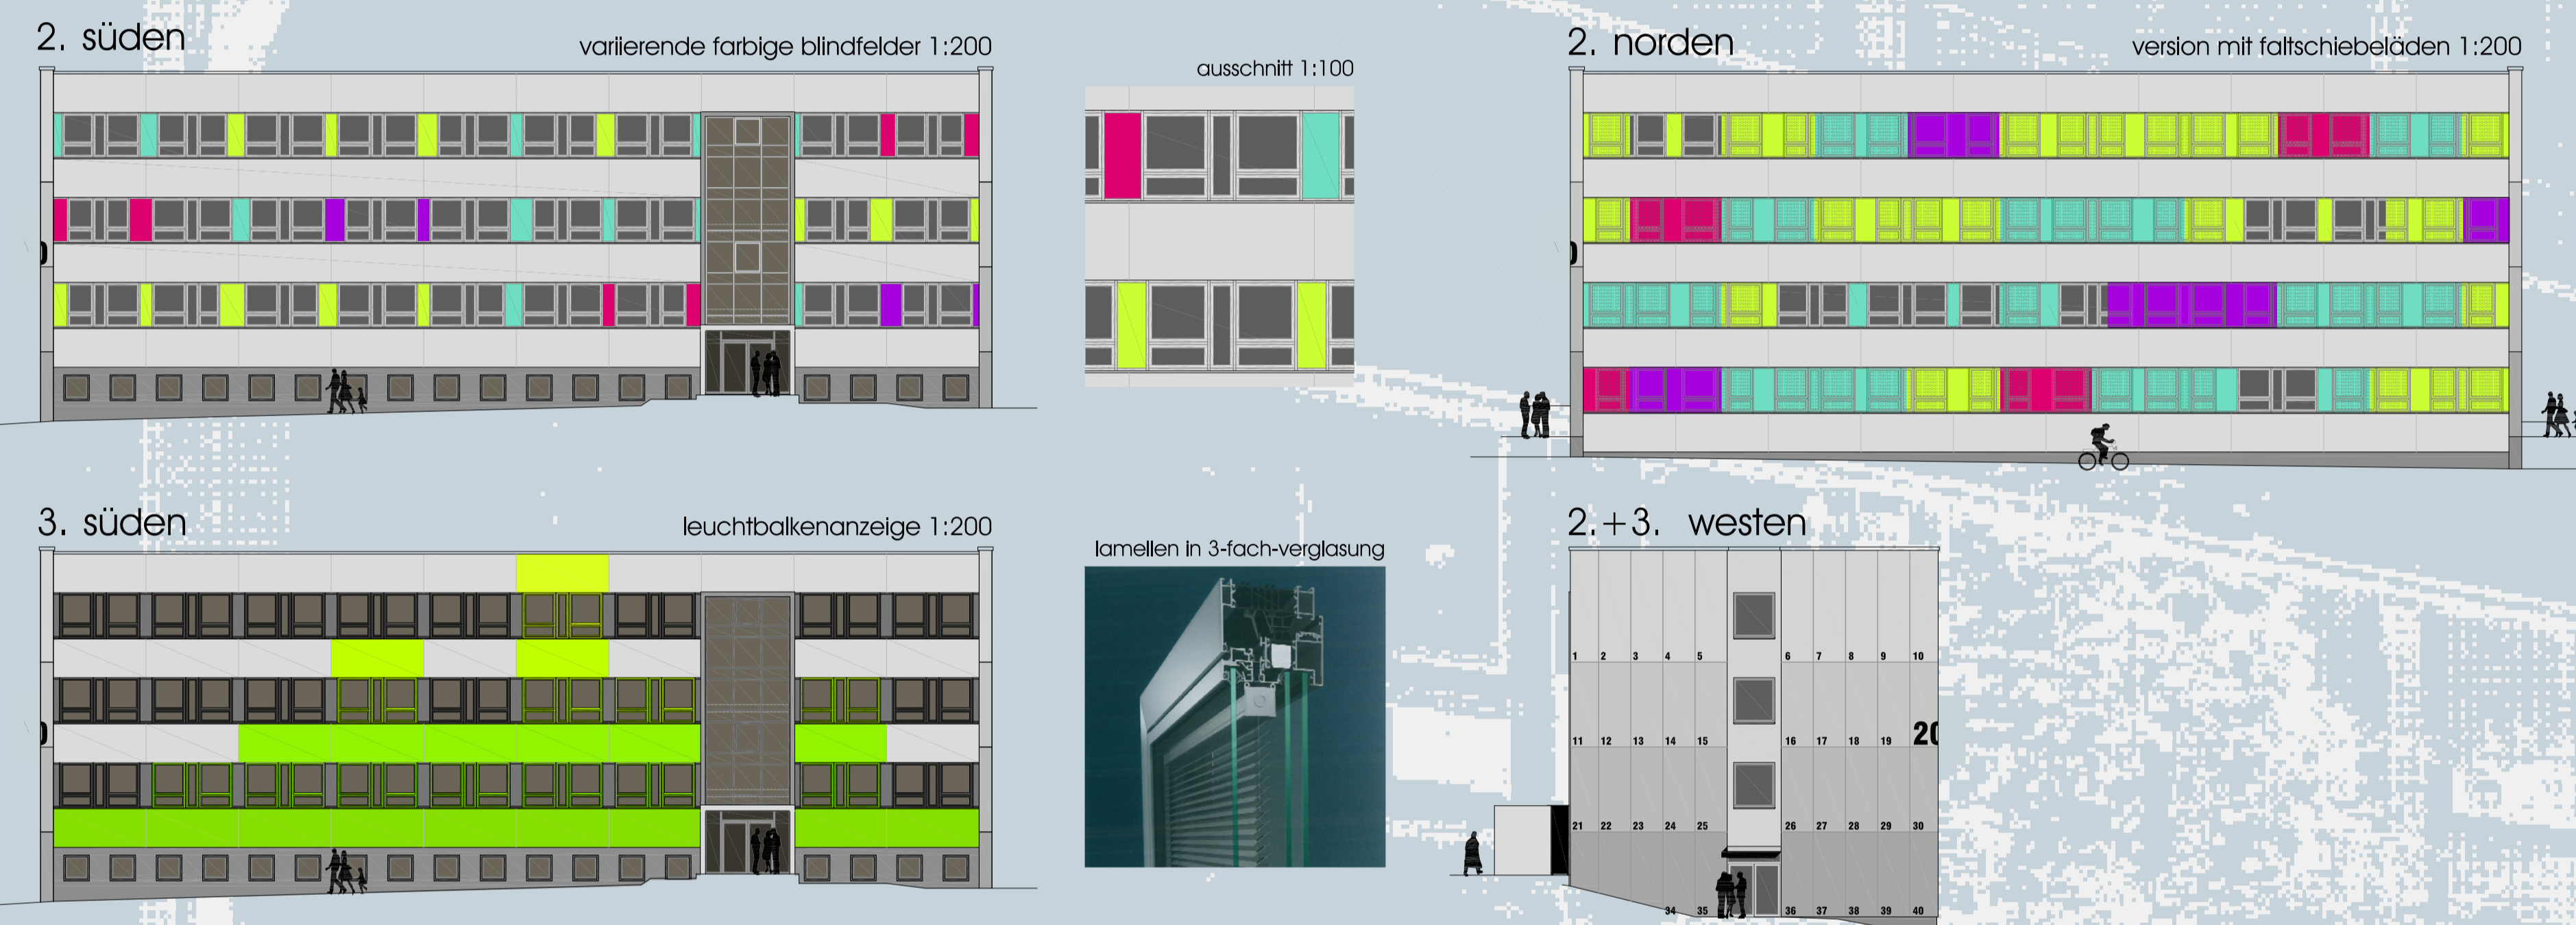 2. süden
variierende farbige blindfelder 1:200
ausschnitt 1:100
2. norden
version mit faltschiebeläden 1:200
3. süden
leuchtbalkenanzeige 1:200
lamellen in 3-fach-verglasung
2.+3. westen
1 2 3 4 5 6 7 8 9 10
11 12 13 14 15 16 17 18 19 20
21 22 23 24 25 26 27 28 29 30
34 35 36 37 38 39 40